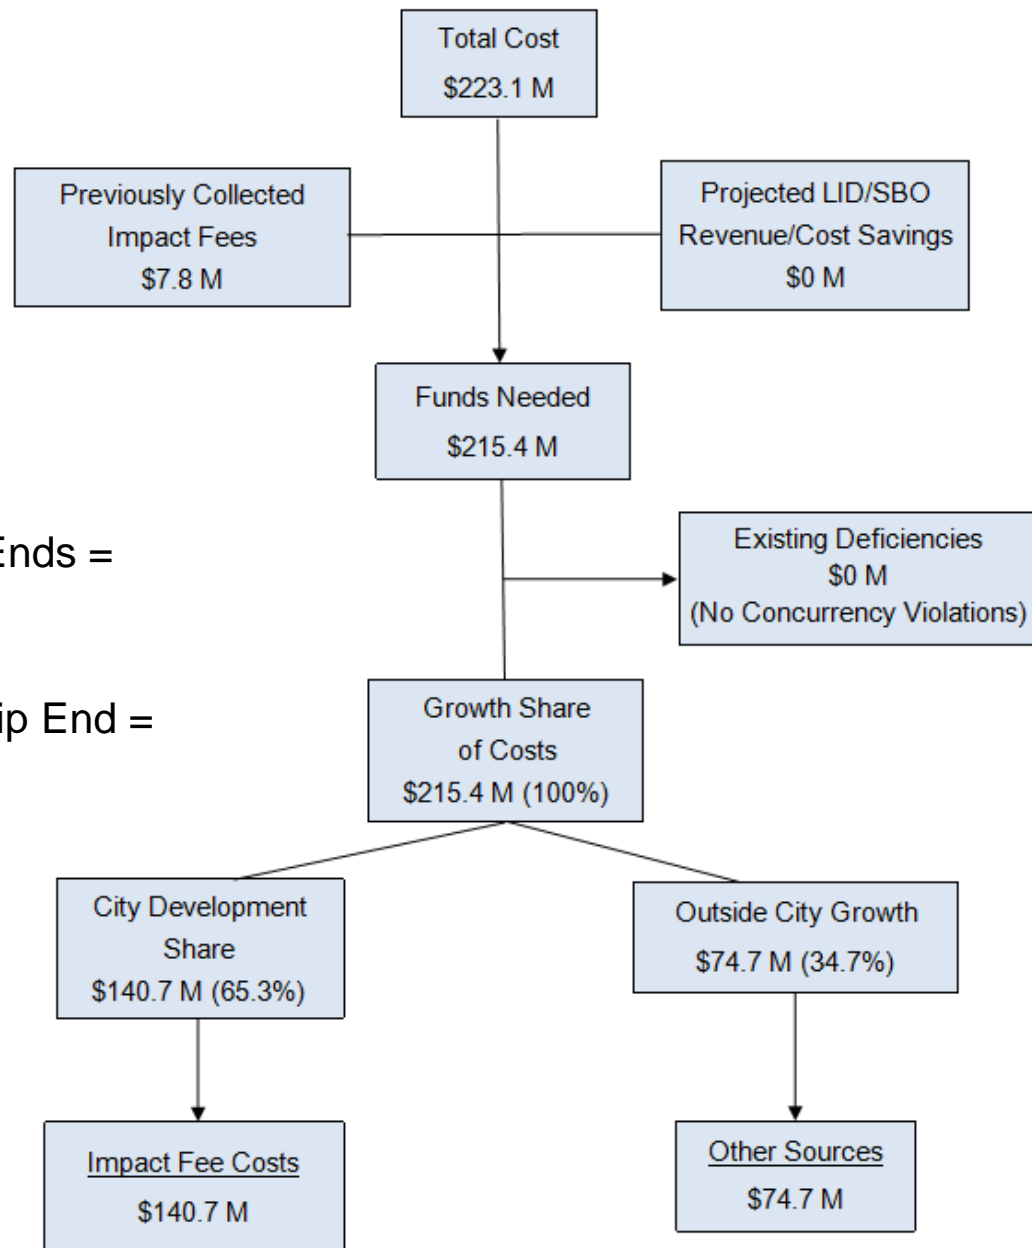 Total Cost
$223.1 M
Previously Collected
Impact Fees
$7.8 M
Projected LID/SBO
Revenue/Cost Savings
$0 M
Funds Needed
$215.4 M
Ends =
Existing Deficiencies
$0 M
(No Concurrency Violations)
ip End =
Growth Share
of Costs
$215.4 M (100%)
City Development
Share
$140.7 M (65.3%)
Outside City Growth
$74.7 M (34.7%)
Impact Fee Costs
$140.7 M
Other Sources
$74.7 M